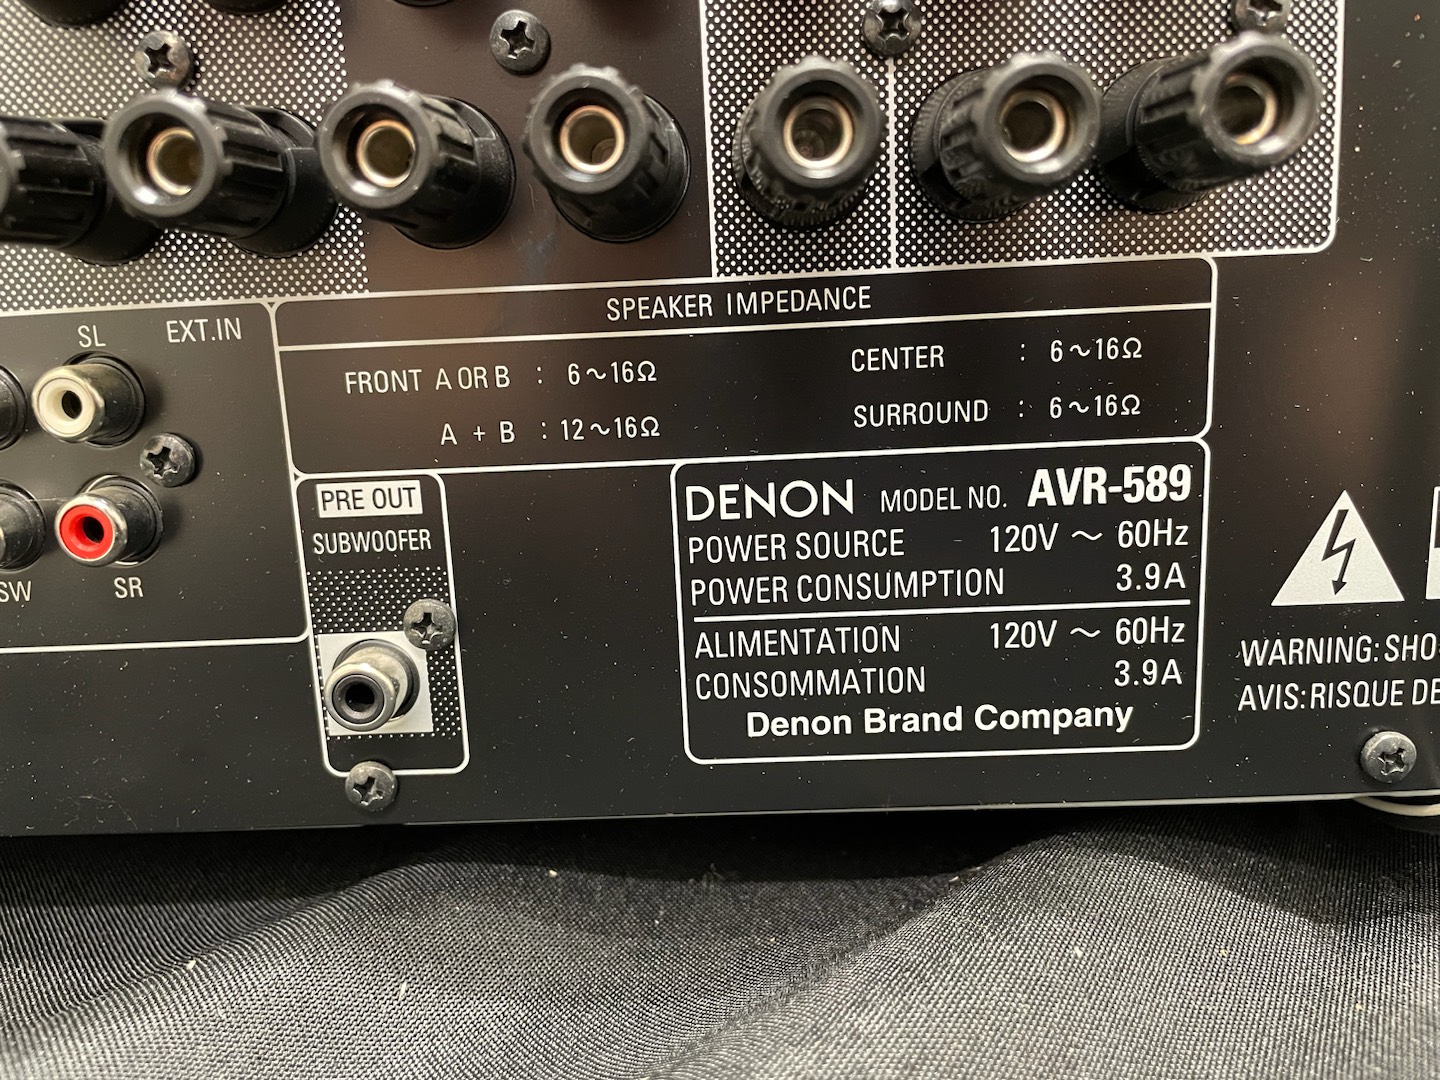 SPEAKER IMPEDANCE
SL EXT.IN
FRONT A OR B : 6～16Ω
CENTER : 6～16Ω
A + B : 12～16Ω
SURROUND : 6～16Ω
PRE OUT
SUBWOOFER
SW SR
DENON MODEL NO. AVR-589
POWER SOURCE 120V ～ 60Hz
POWER CONSUMPTION 3.9A
ALIMENTATION 120V ～ 60Hz
CONSOMMATION 3.9A
Denon Brand Company
WARNING: SHO
AVIS: RISQUE DE